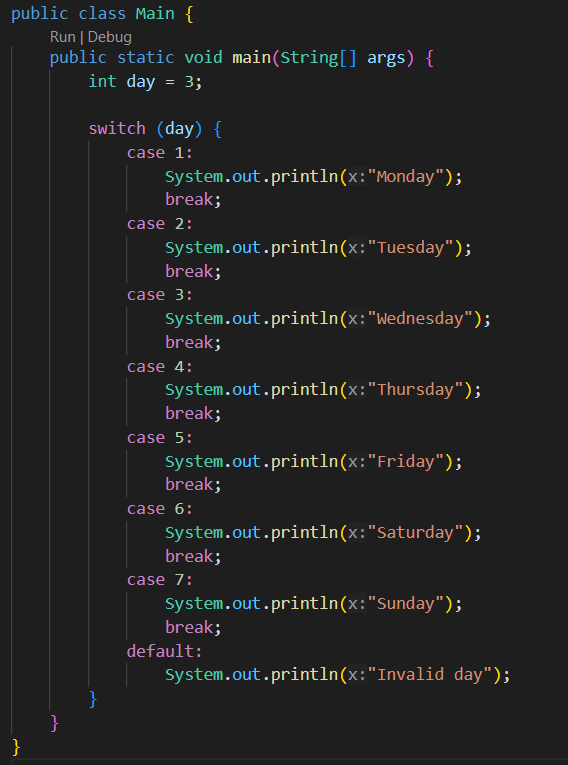 public class Main {
Run | Debug
public static void main(String[] args) {
int day = 3;
switch (day) {
case 1:
System.out.println(x:"Monday");
break;
case 2:
System.out.println(x:"Tuesday");
break;
case 3:
System.out.println(x:"Wednesday");
break;
case 4:
System.out.println(x:"Thursday");
break;
case 5:
System.out.println(x:"Friday");
break;
case 6:
System.out.println(x:"Saturday");
break;
case 7:
System.out.println(x:"Sunday");
break;
default:
System.out.println(x:"Invalid day");
}
}
}